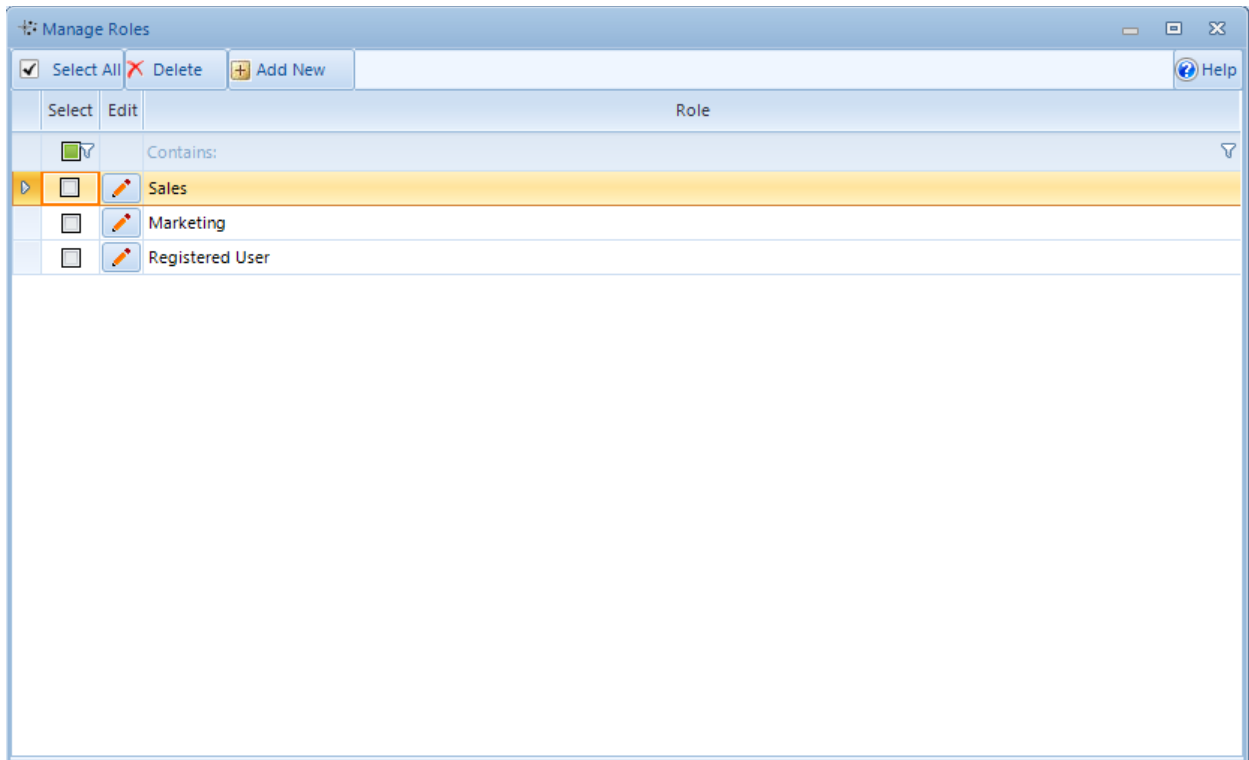 Manage Roles
Select All Delete Add New Help
Select Edit Role
Contains:
Sales
Marketing
Registered User